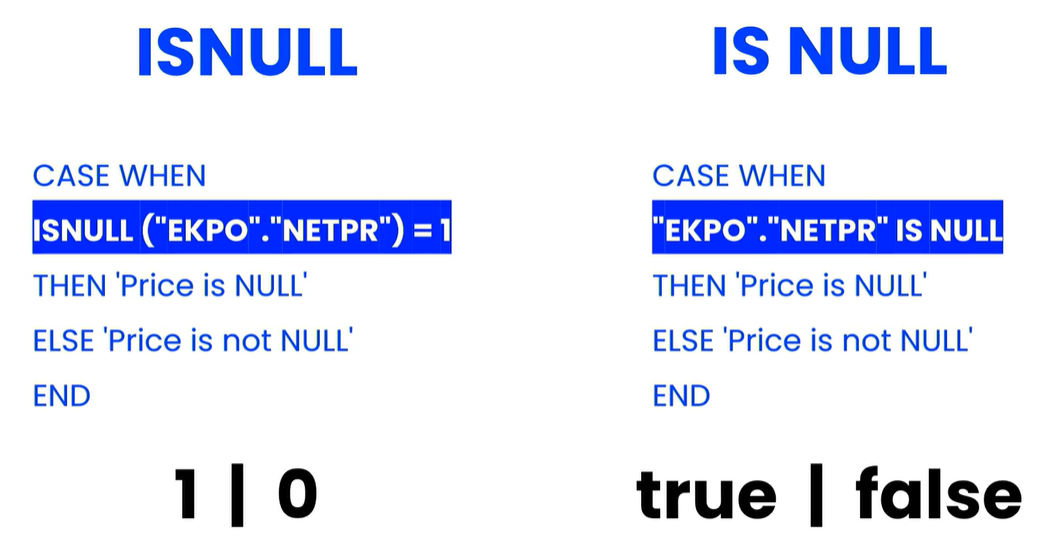 ISNULL
CASE WHEN
ISNULL ("EKPO"."NETPR") = 1
THEN 'Price is NULL'
ELSE 'Price is not NULL'
END
1 | 0
IS NULL
CASE WHEN
"EKPO"."NETPR" IS NULL
THEN 'Price is NULL'
ELSE 'Price is not NULL'
END
true | false